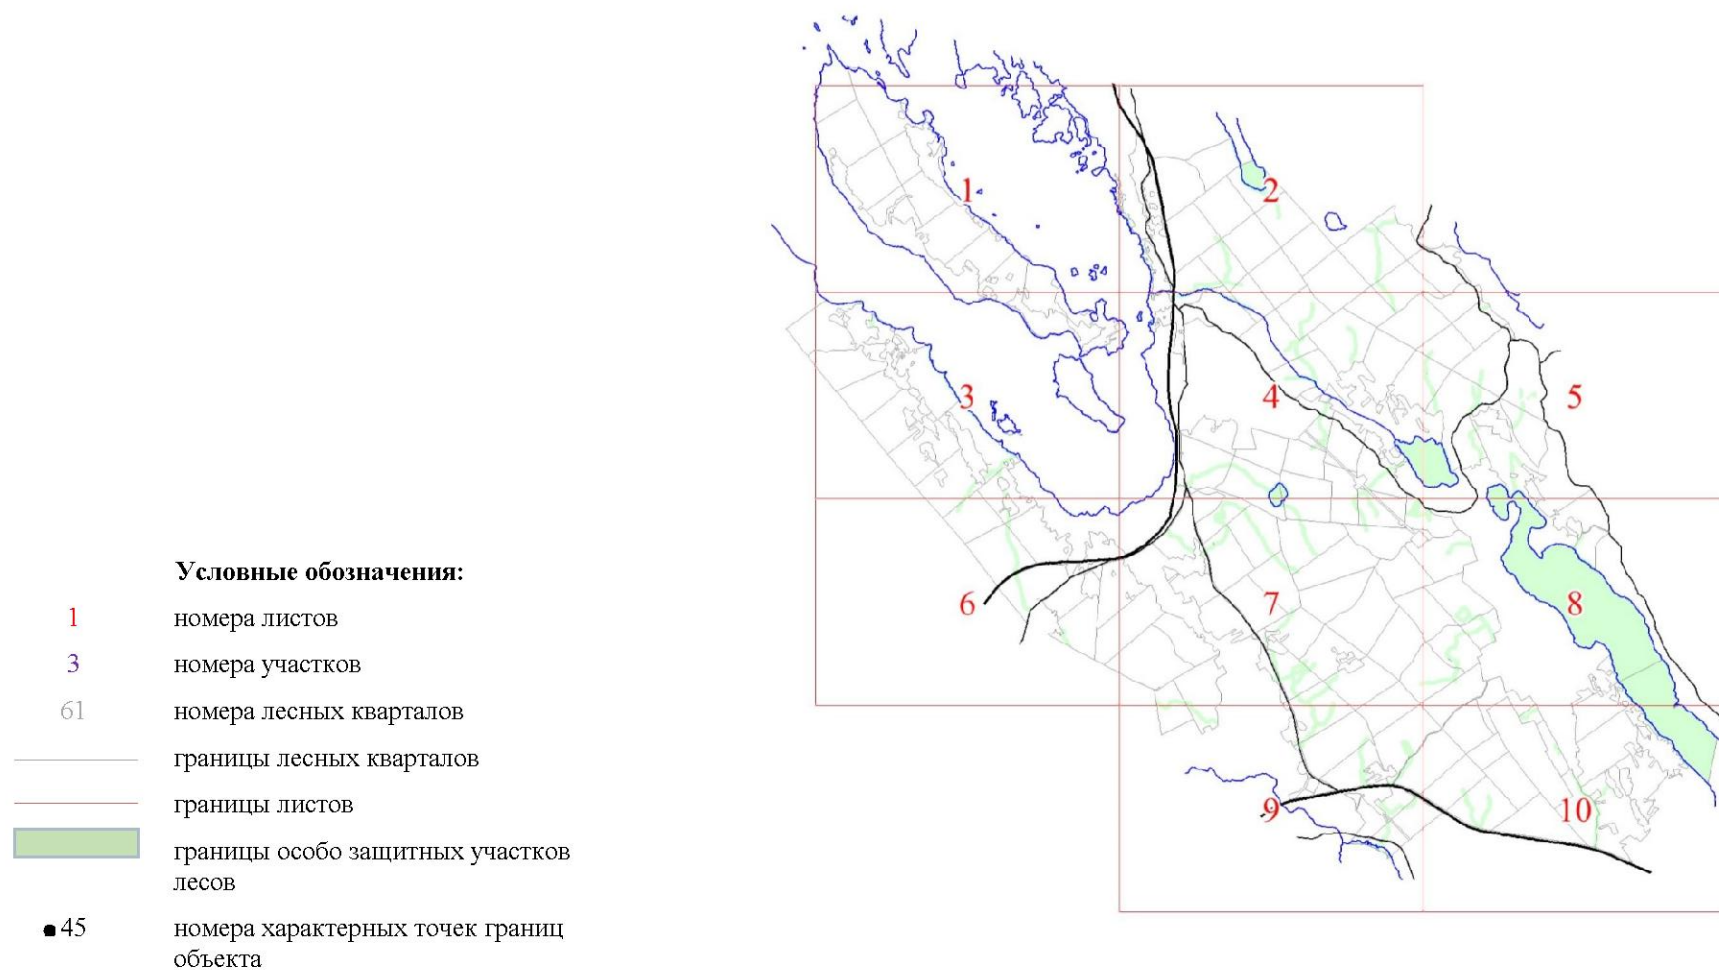 Условные обозначения:
1 номера листов
3 номера участков
61 номера лесных кварталов
границы лесных кварталов
границы листов
границы особо защитных участков
лесов
45 номера характерных точек границ
объекта
1
2
3
4
5
6
7
8
9
10